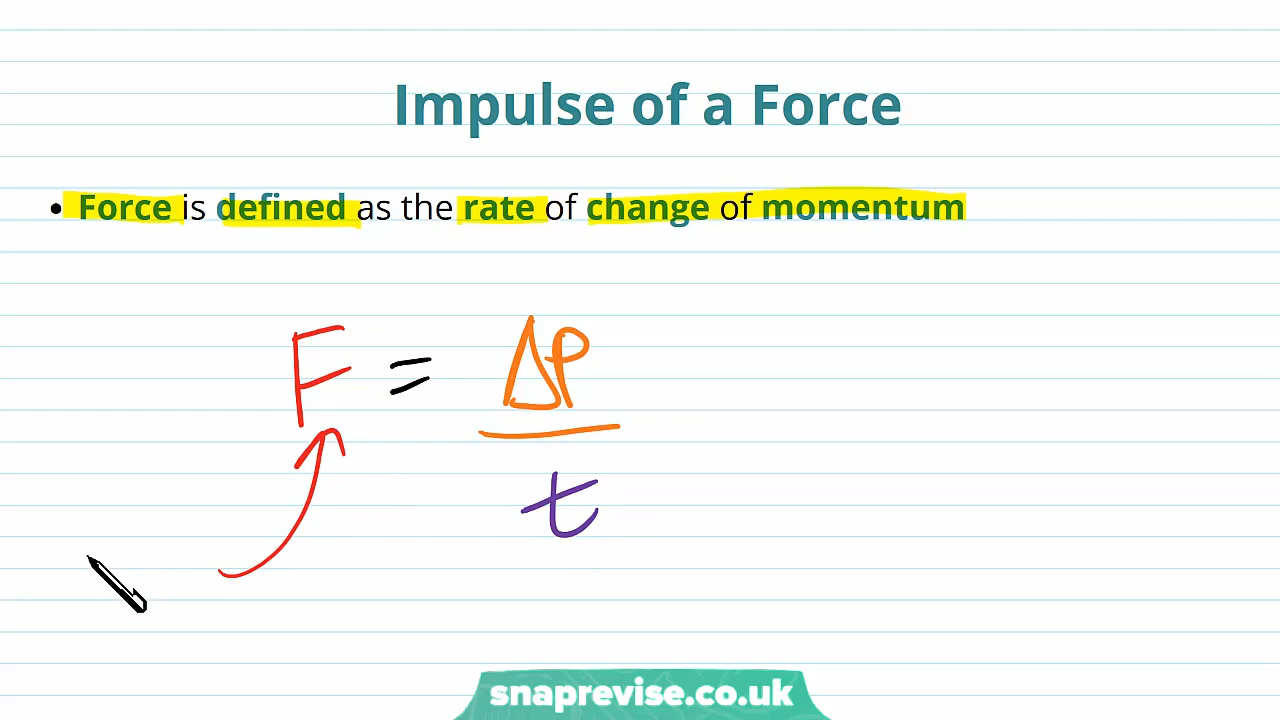 Impulse of a Force
• Force is defined as the rate of change of momentum
F = ΔP
t
snaprevise.co.uk